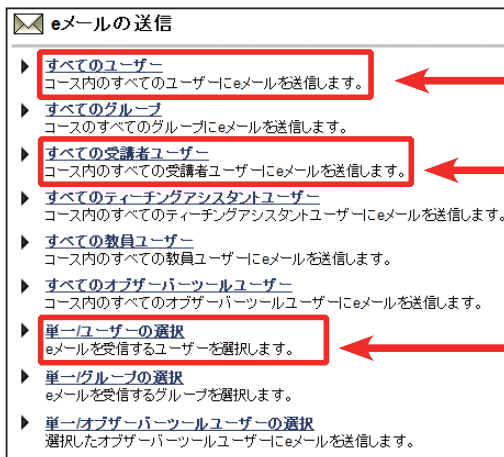 eメールの送信
すべてのユーザー
コース内のすべてのユーザーにeメールを送信します。
すべてのグループ
コースのすべてのグループにeメールを送信します。
すべての受講者ユーザー
コース内のすべての受講者ユーザーにeメールを送信します。
すべてのティーチングアシスタントユーザー
コース内のすべてのティーチングアシスタントユーザーにeメールを送信します。
すべての教員ユーザー
コース内のすべての教員ユーザーにeメールを送信します。
すべてのオブザーバーツールユーザー
コース内のすべてのオブザーバーツールユーザーにeメールを送信します。
単一/ユーザーの選択
eメールを受信するユーザーを選択します。
単一/グループの選択
eメールを受信するグループを選択します。
単一/オブザーバーツールユーザーの選択
選択したオブザーバーツールユーザーにeメールを送信します。